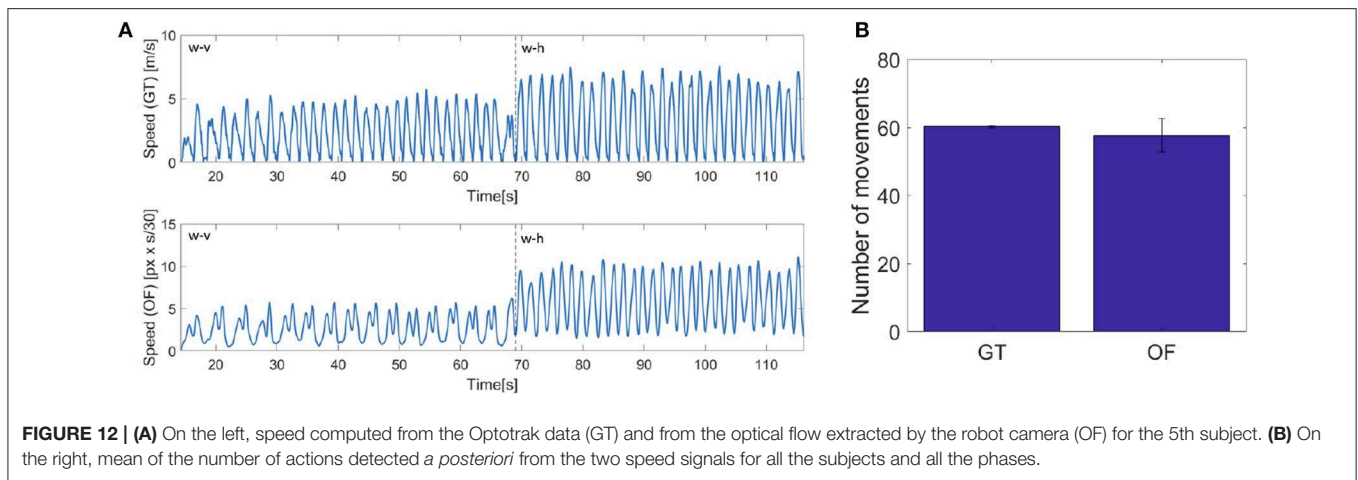 A
w-v
w-h
Speed (GT) [m/s]
10
5
0
20 30 40 50 60 70 80 90 100 110
Time[s]
w-v
w-h
Speed (OF) [px x s/30]
15
10
5
0
20 30 40 50 60 70 80 90 100 110
Time[s]
B
Number of movements
80
60
40
20
0
GT OF
FIGURE 12 | (A) On the left, speed computed from the Optotrak data (GT) and from the optical flow extracted by the robot camera (OF) for the 5th subject. (B) On
the right, mean of the number of actions detected a posteriori from the two speed signals for all the subjects and all the phases.